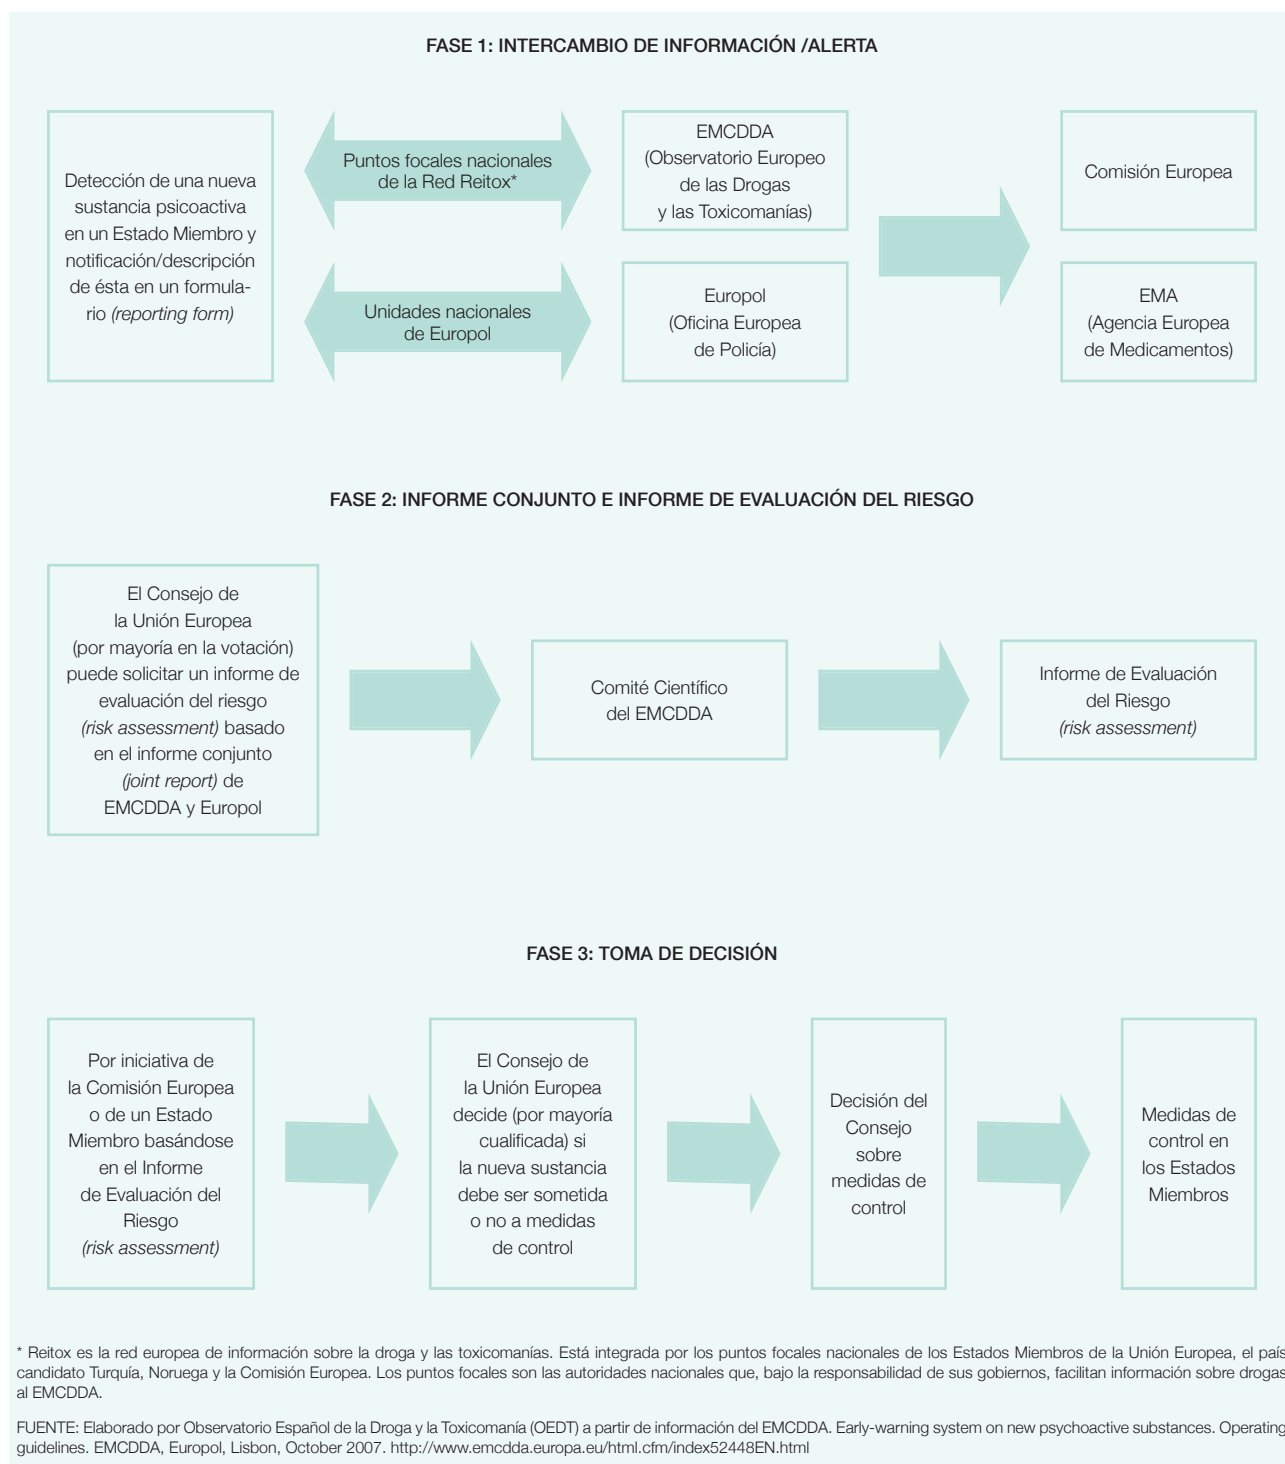 FASE 1: INTERCAMBIO DE INFORMACIÓN /ALERTA
Detección de una nueva
sustancia psicoactiva
en un Estado Miembro y
notificación/descripción
de ésta en un formula-
rio (reporting form)
Puntos focales nacionales
de la Red Reitox*
Unidades nacionales
de Europol
EMCDDA
(Observatorio Europeo
de las Drogas
y las Toxicomanías)
Europol
(Oficina Europea
de Policía)
Comisión Europea
EMA
(Agencia Europea
de Medicamentos)
FASE 2: INFORME CONJUNTO E INFORME DE EVALUACIÓN DEL RIESGO
El Consejo de
la Unión Europea
(por mayoría en la votación)
puede solicitar un informe de
evaluación del riesgo
(risk assessment) basado
en el informe conjunto
(joint report) de
EMCDDA y Europol
Comité Científico
del EMCDDA
Informe de Evaluación
del Riesgo
(risk assessment)
FASE 3: TOMA DE DECISIÓN
Por iniciativa de
la Comisión Europea
o de un Estado
Miembro basándose
en el Informe
de Evaluación del
Riesgo
(risk assessment)
El Consejo de
la Unión Europea
decide (por mayoría
cualificada) si
la nueva sustancia
debe ser sometida
o no a medidas
de control
Decisión del
Consejo
sobre
medidas de
control
Medidas de
control en
los Estados
Miembros
* Reitox es la red europea de información sobre la droga y las toxicomanías. Está integrada por los puntos focales nacionales de los Estados Miembros de la Unión Europea, el país
candidato Turquía, Noruega y la Comisión Europea. Los puntos focales son las autoridades nacionales que, bajo la responsabilidad de sus gobiernos, facilitan información sobre drogas
al EMCDDA.
FUENTE: Elaborado por Observatorio Español de la Droga y la Toxicomanía (OEDT) a partir de información del EMCDDA. Early-warning system on new psychoactive substances. Operating
guidelines. EMCDDA, Europol, Lisbon, October 2007. http://www.emcdda.europa.eu/html.cfm/index52448EN.html